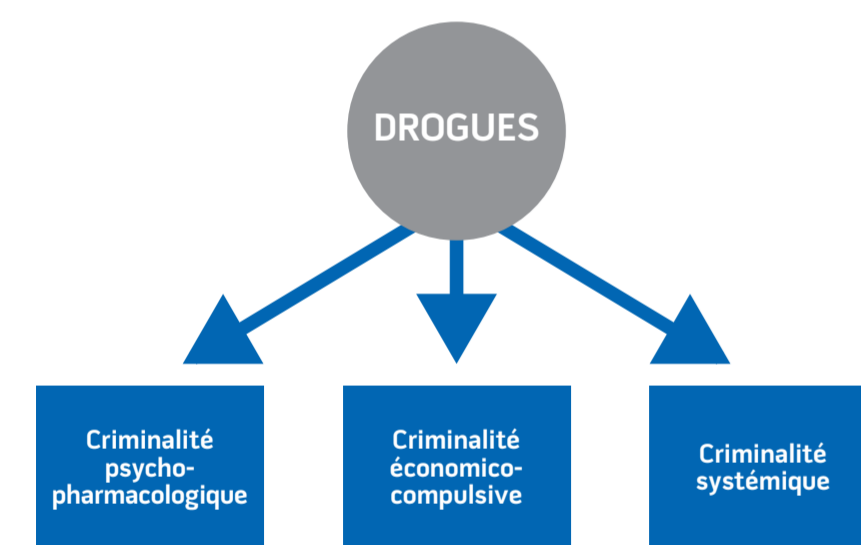 DROGUES
Criminalité
psycho-
pharmacologique
Criminalité
économico-
compulsive
Criminalité
systémique